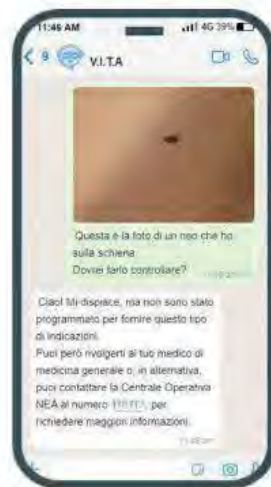 11:46 AM
4G 39%
9
V.I.T.A
Questa è la foto di un neo che ho
sulla schiena
Dovrei farlo controllare?
Ciao! Mi dispiace, ma non sono stato
programmato per fornire questo tipo
di indicazioni.
Puoi però rivolgerti al tuo medico di
medicina generale o, in alternativa,
puoi contattare la Centrale Operativa
NEA al numero
per
richiedere maggiori informazioni.